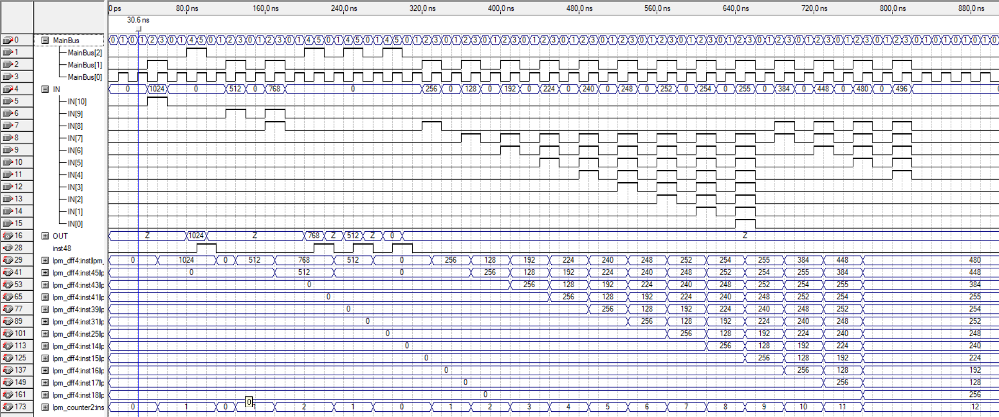 0 ps 80.0 ns 160.0 ns 240.0 ns 320.0 ns 400.0 ns 480.0 ns 560.0 ns 640.0 ns 720.0 ns 800.0 ns 880.0 ns
30.6 ns
0 MainBus 0 1 0 1 2 3 0 1 4 5 0 1 2 3 0 1 2 3 0 1 4 5 0 1 4 5 0 1 4 5 0 1 2 3 0 1 2 3 0 1 2 3 0 1 2 3 0 1 2 3 0 1 2 3 0 1 2 3 0 1 2 3 0 1 2 3 0 1 2 3 0 1 2 3 0 1 2 3 0 1 2 3 0 1 0 1 0 1 0 1 0
1 MainBus[2]
2 MainBus[1]
3 MainBus[0]
4 IN 0 1024 0 512 0 768 0 256 0 128 0 192 0 224 0 240 0 248 0 252 0 254 0 255 0 384 0 448 0 480 0 496
5 IN[10]
6 IN[9]
7 IN[8]
8 IN[7]
9 IN[6]
10 IN[5]
11 IN[4]
12 IN[3]
13 IN[2]
14 IN[1]
15 IN[0]
16 OUT Z 1024 Z 768 Z 512 Z 0 Z
28 inst48
29 lpm_dff4:inst|lpm_ 0 1024 0 512 768 512 0 256 128 192 224 240 248 252 254 255 384 448 480
41 lpm_dff4:inst45|lp 0 512 0 256 128 192 224 240 248 252 254 255 384 448
53 lpm_dff4:inst43|lp 0 256 128 192 224 240 248 252 254 255 384
65 lpm_dff4:inst41|lp 0 256 128 192 224 240 248 252 254 255
77 lpm_dff4:inst39|lp 0 256 128 192 224 240 248 252 254
89 lpm_dff4:inst31|lp 0 256 128 192 224 240 248 252
101 lpm_dff4:inst25|lp 0 256 128 192 224 240 248
113 lpm_dff4:inst14|lp 0 256 128 192 224 240
125 lpm_dff4:inst15|lp 0 256 128 192 224
137 lpm_dff4:inst16|lp 0 256 128 192
149 lpm_dff4:inst17|lp 0 256 128
161 lpm_dff4:inst18|lp 0 256
0
173 lpm_counter2:ins 0 1 0 1 2 1 0 1 2 3 4 5 6 7 8 9 10 11 12